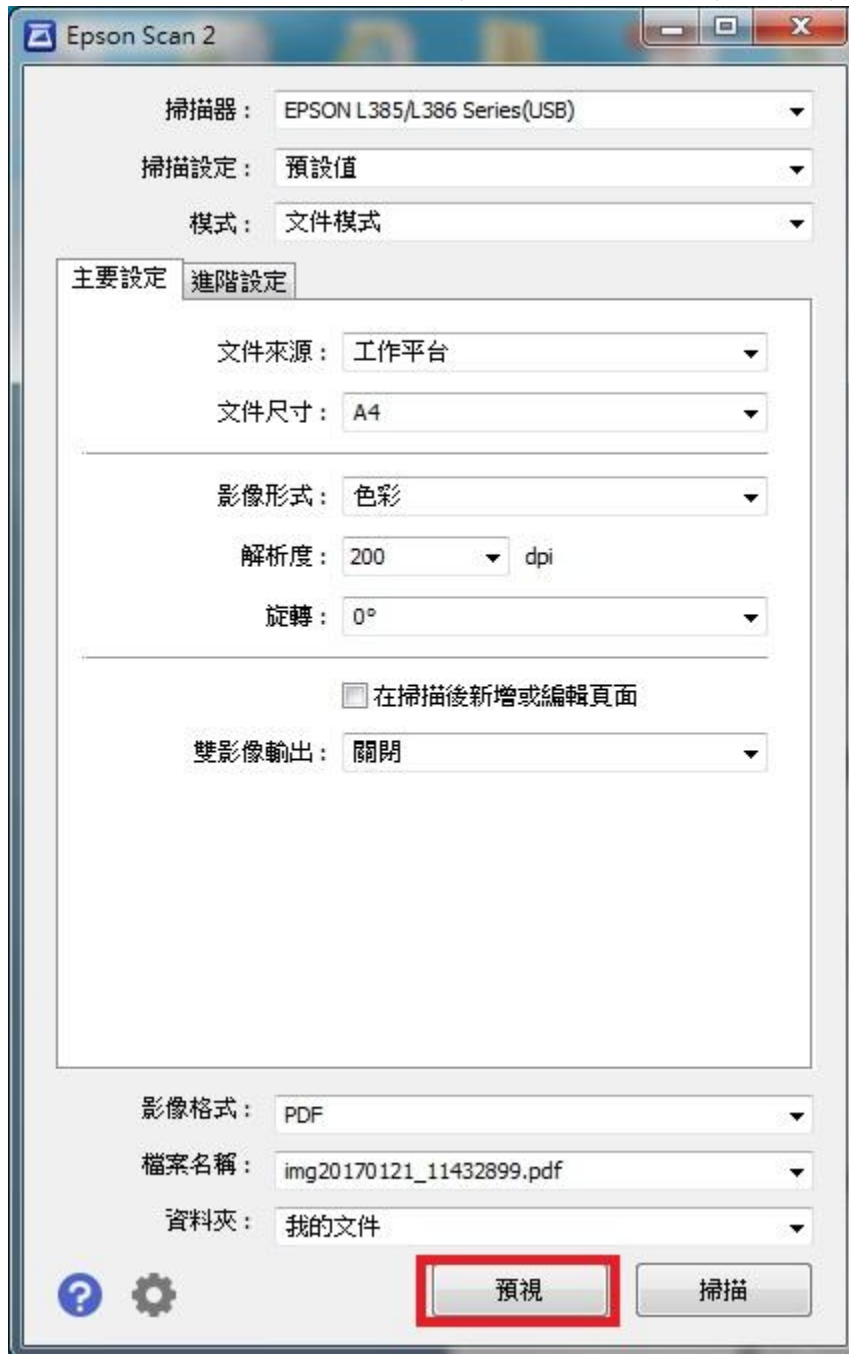 Epson Scan 2
掃描器： EPSON L385/L386 Series(USB)
掃描設定： 預設值
模式： 文件模式
主要設定 進階設定
文件來源： 工作平台
文件尺寸： A4
影像形式： 色彩
解析度： 200 dpi
旋轉： 0°
在掃描後新增或編輯頁面
雙影像輸出： 關閉
影像格式： PDF
檔案名稱： img20170121_11432899.pdf
資料夾： 我的文件
? 預視 掃描